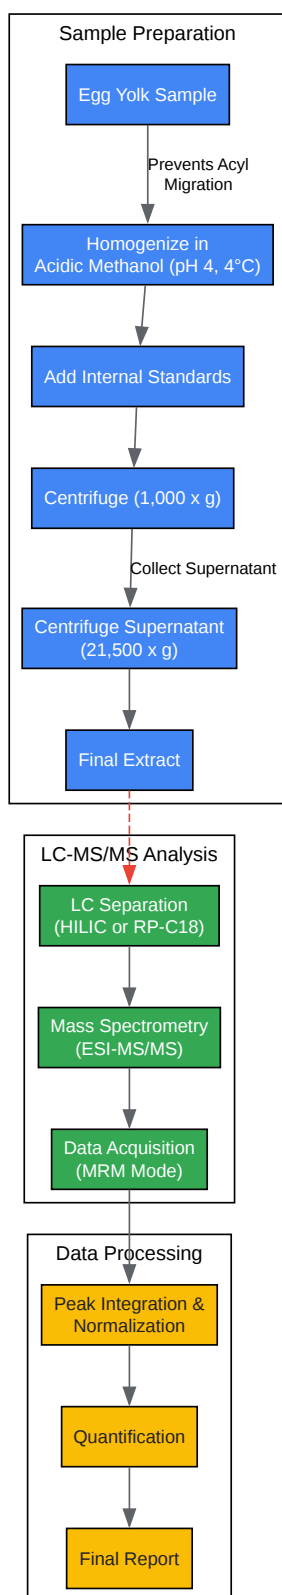 Sample Preparation
Egg Yolk Sample
Prevents Acyl
Migration
Homogenize in
Acidic Methanol (pH 4, 4°C)
Add Internal Standards
Centrifuge (1,000 x g)
Collect Supernatant
Centrifuge Supernatant
(21,500 x g)
Final Extract
LC-MS/MS Analysis
LC Separation
(HILIC or RP-C18)
Mass Spectrometry
(ESI-MS/MS)
Data Acquisition
(MRM Mode)
Data Processing
Peak Integration &
Normalization
Quantification
Final Report